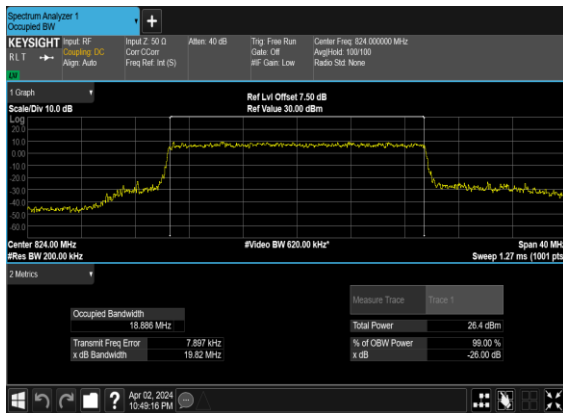 Spectrum Analyzer 1
Occupied BW
+
KEYSIGHT
RLT
Input: RF
Coupling: DC
Align: Auto
Input Z: 50 Ω
Corr CCorr
Freq Ref: Int (S)
Atten: 40 dB
Trig: Free Run
Gate: Off
#IF Gain: Low
Center Freq: 824.000000 MHz
Avg|Hold: 100/100
Radio Std: None
1 Graph
Scale/Div 10.0 dB
Ref Lvl Offset 7.50 dB
Ref Value 30.00 dBm
Log
20.0
10.0
0.00
-10.0
-20.0
-30.0
-40.0
-50.0
-60.0
Center 824.00 MHz
#Res BW 200.00 kHz
#Video BW 620.00 kHz*
Span 40 MHz
Sweep 1.27 ms (1001 pts
2 Metrics
Measure Trace
Trace 1
Occupied Bandwidth
18.886 MHz
Total Power
26.4 dBm
Transmit Freq Error
7.897 kHz
% of OBW Power
99.00 %
x dB Bandwidth
19.82 MHz
x dB
-26.00 dB
?
Apr 02, 2024
10:49:16 PM